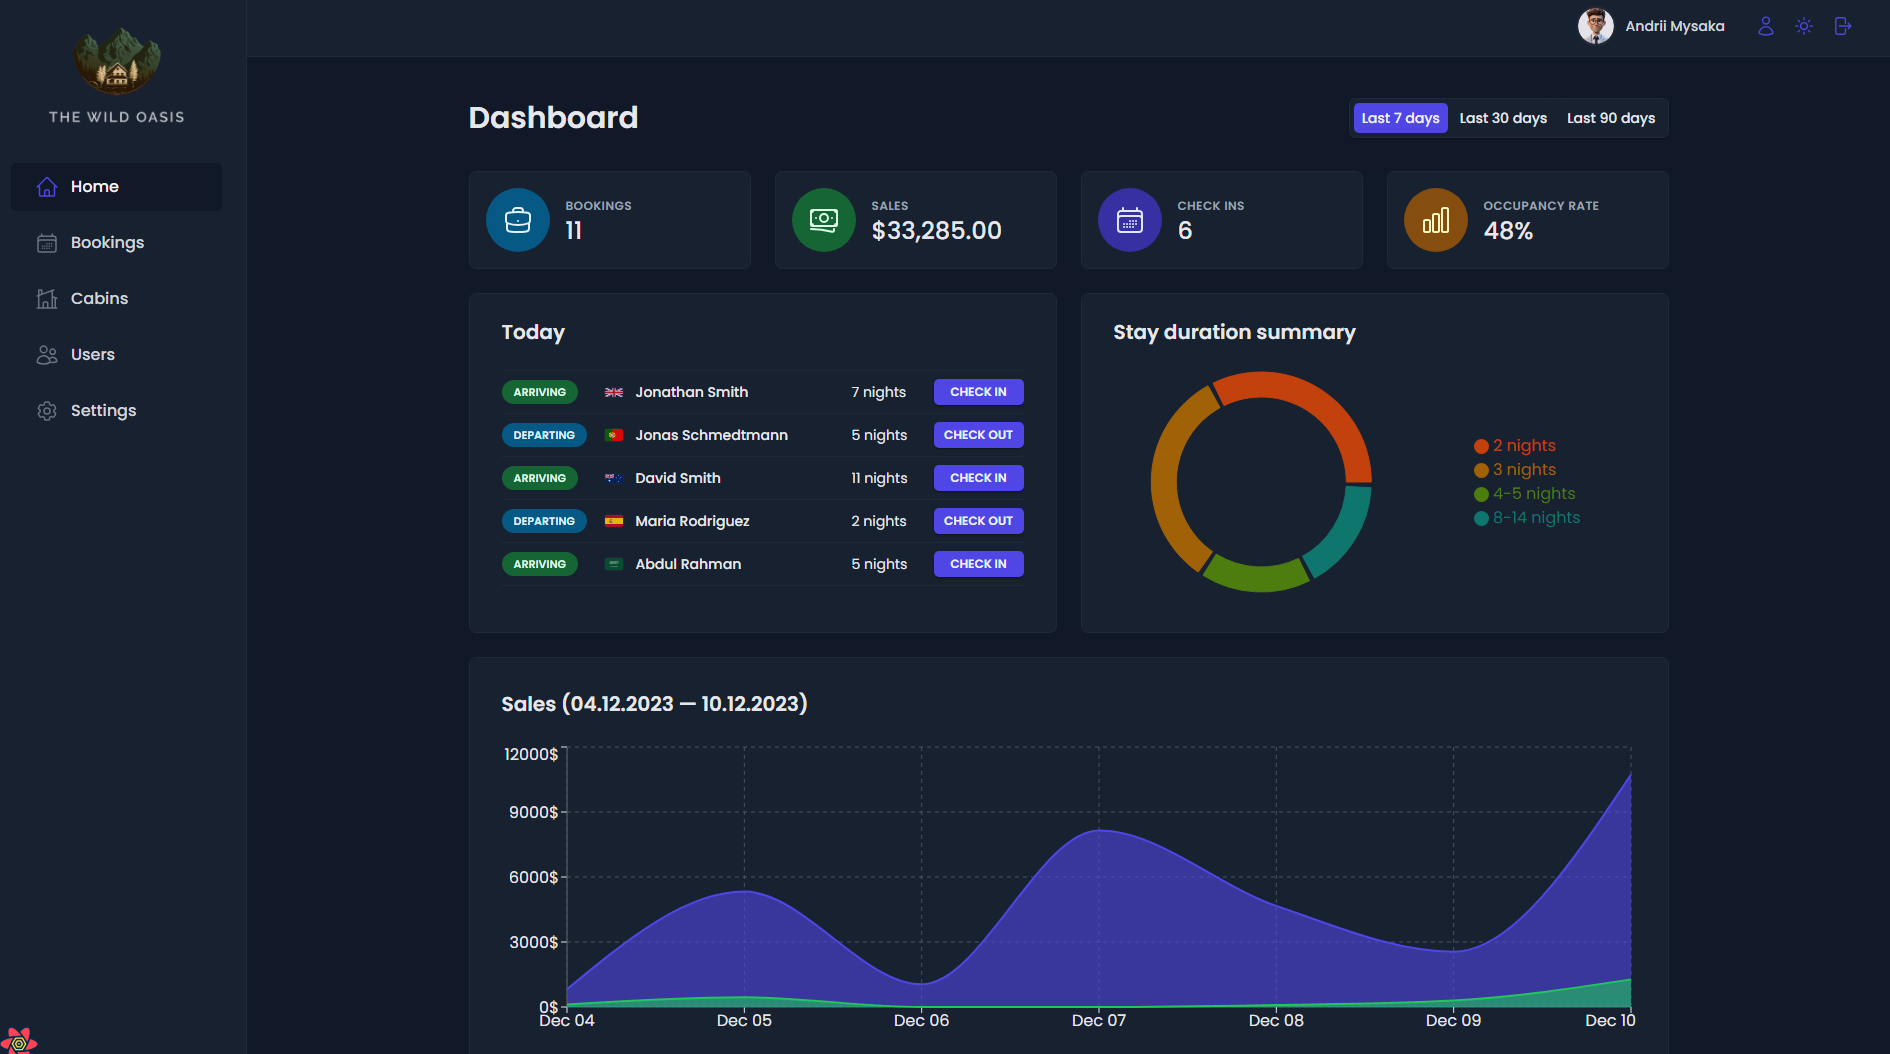 THE WILD OASIS
Home
Bookings
Cabins
Users
Settings
Andrii Mysaka
Dashboard
Last 7 days Last 30 days Last 90 days
BOOKINGS
11
SALES
$33,285.00
CHECK INS
6
OCCUPANCY RATE
48%
Today
ARRIVING Jonathan Smith 7 nights CHECK IN
DEPARTING Jonas Schmedtmann 5 nights CHECK OUT
ARRIVING David Smith 11 nights CHECK IN
DEPARTING Maria Rodriguez 2 nights CHECK OUT
ARRIVING Abdul Rahman 5 nights CHECK IN
Stay duration summary
2 nights
3 nights
4-5 nights
8-14 nights
Sales (04.12.2023 — 10.12.2023)
12000$
9000$
6000$
3000$
0$
Dec 04 Dec 05 Dec 06 Dec 07 Dec 08 Dec 09 Dec 10